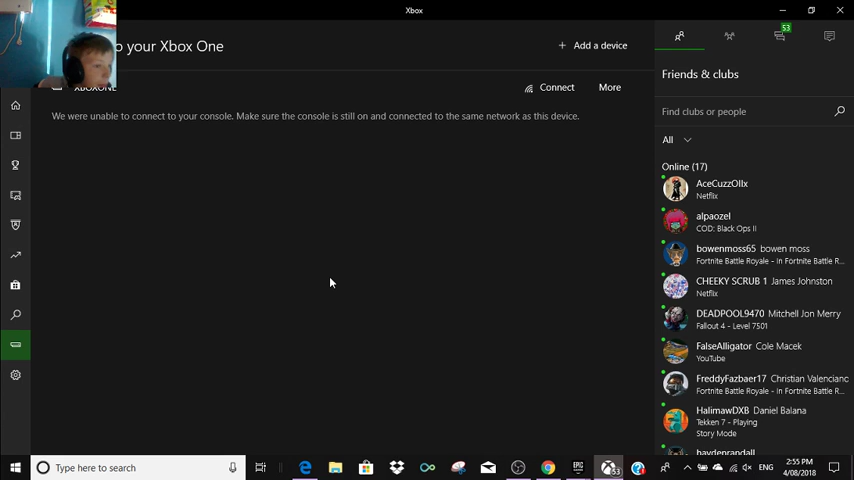 Xbox
o your Xbox One
Add a device
XBOXONE
Connect
More
We were unable to connect to your console. Make sure the console is still on and connected to the same network as this device.
53
Friends & clubs
Find clubs or people
All
Online (17)
AceCuzzOllx
Netflix
alpaozel
COD: Black Ops II
bowenmoss65 bowen moss
Fortnite Battle Royale - In Fortnite Battle R...
CHEEKY SCRUB 1 James Johnston
Netflix
DEADPOOL9470 Mitchell Jon Merry
Fallout 4 - Level 7501
FalseAlligator Cole Macek
YouTube
FreddyFazbaer17 Christian Valenciano
Fortnite Battle Royale - In Fortnite Battle R...
HalimawDXB Daniel Balana
Tekken 7 - Playing
Story Mode
haydenrandall
Type here to search
EPIC
53
ENG
2:55 PM
4/08/2018